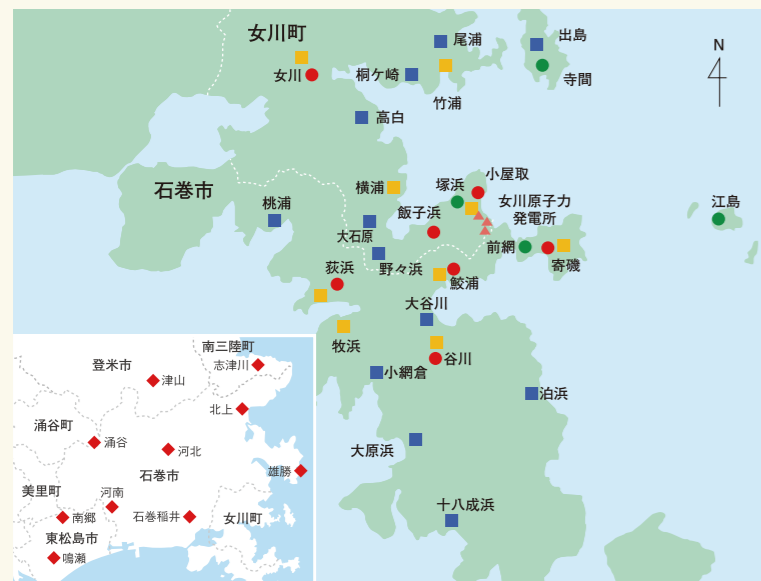 女川町
尾浦
出島
N
女川
桐ケ崎
寺間
竹浦
高白
小屋取
石巻市
横浦
塚浜
女川原子力
発電所
江島
桃浦
飯子浜
大石原
前網
荻浜
野々浜
寄磯
鮫浦
大谷川
牧浜
谷川
小網倉
泊浜
大原浜
十八成浜
南三陸町
登米市
志津川
津山
北上
涌谷町
涌谷
河北
石巻市
雄勝
美里町
河南
南郷
石巻稲井
女川町
東松島市
鳴瀬